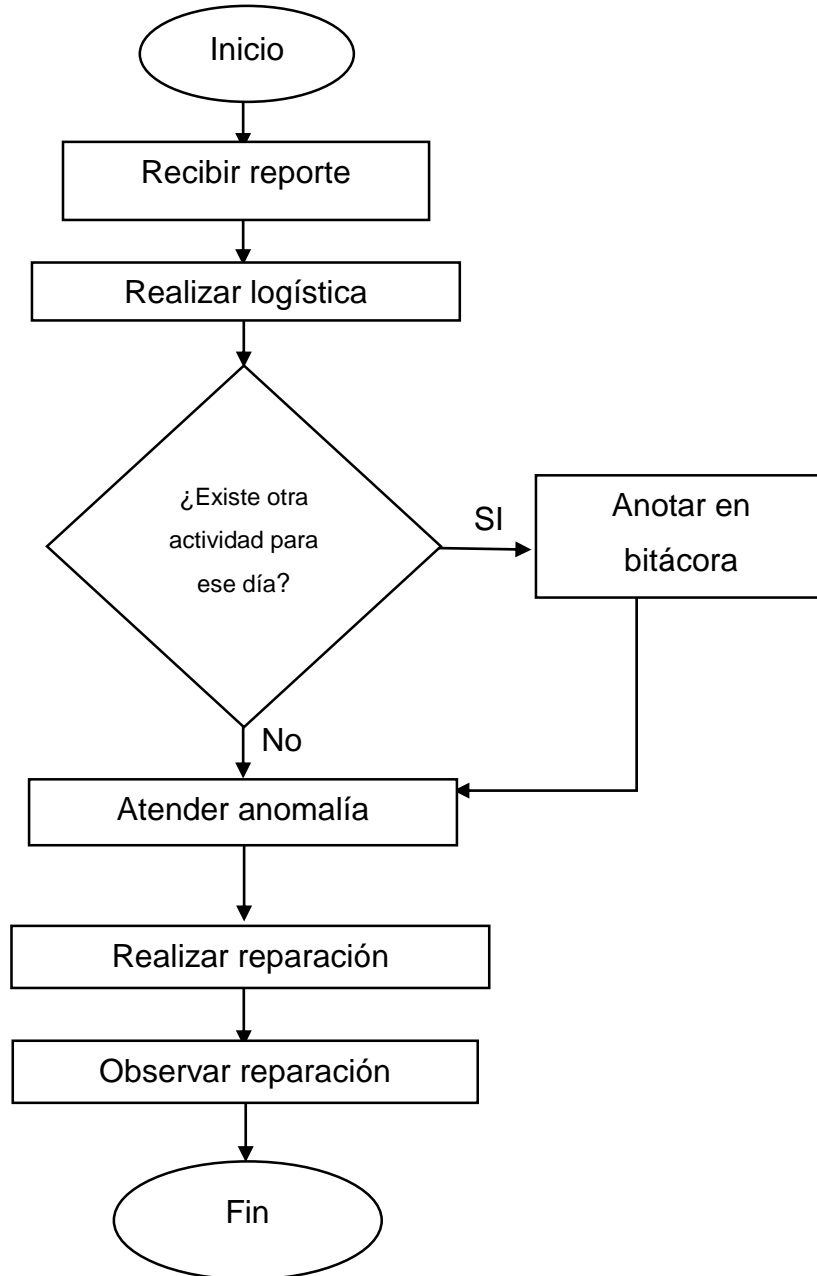 Inicio
Recibir reporte
Realizar logística
¿Existe otra
actividad para
ese día?
SI
Anotar en
bitácora
No
Atender anomalía
Realizar reparación
Observar reparación
Fin